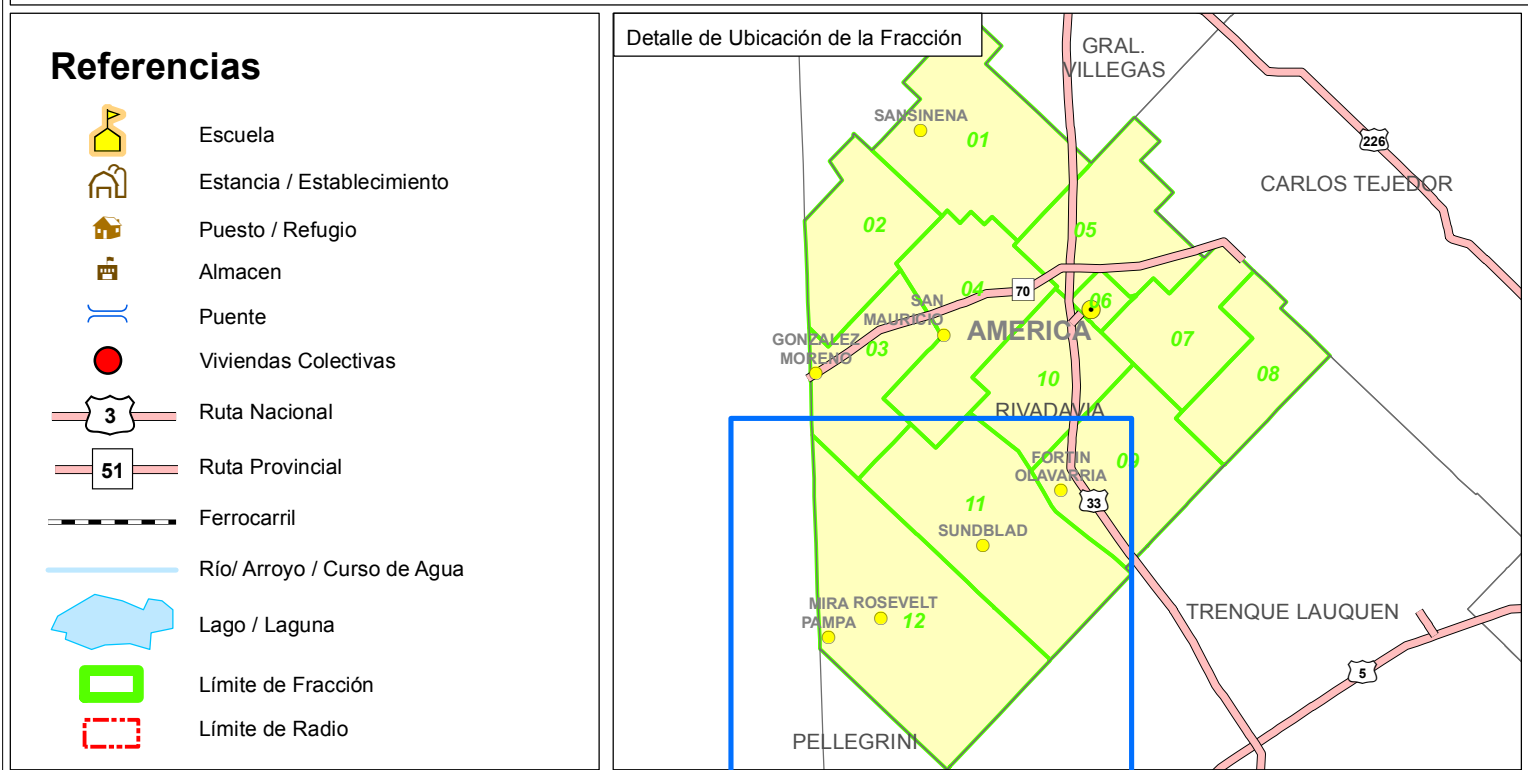 Referencias
Escuela
Estancia / Establecimiento
Puesto / Refugio
Almacen
Puente
Viviendas Colectivas
3
Ruta Nacional
51
Ruta Provincial
Ferrocarril
Río/ Arroyo / Curso de Agua
Lago / Laguna
Límite de Fracción
Límite de Radio
Detalle de Ubicación de la Fracción
GRAL.
VILLEGAS
SANSINENA
01
226
CARLOS TEJEDOR
02
05
04
70
06
SAN
MAURICIO
AMERICA
GONZALEZ
MORENO
03
07
10
08
RIVADAVIA
FORTIN
OLAVARRIA
09
11
33
SUNDBLAD
MIRA
PAMPA
ROSEVELT
12
TRENQUE LAUQUEN
5
PELLEGRINI